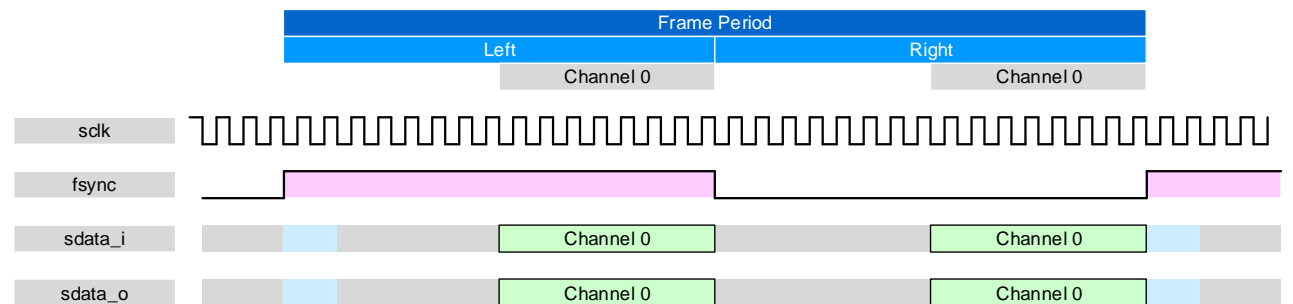 Frame Period
Left Right
Channel 0 Channel 0
sclk
fsync
sdata_i Channel 0 Channel 0
sdata_o Channel 0 Channel 0